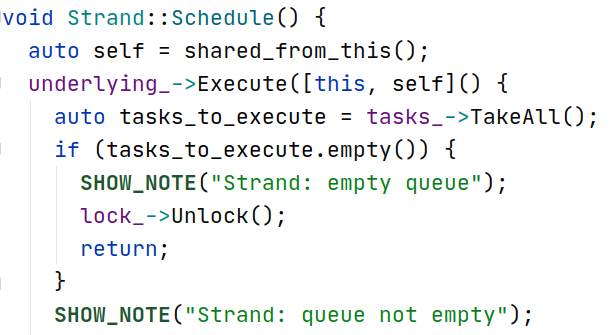 void Strand::Schedule() {
auto self = shared_from_this();
underlying_->Execute([this, self]() {
auto tasks_to_execute = tasks_->TakeAll();
if (tasks_to_execute.empty()) {
SHOW_NOTE("Strand: empty queue");
lock_->Unlock();
return;
}
SHOW_NOTE("Strand: queue not empty");